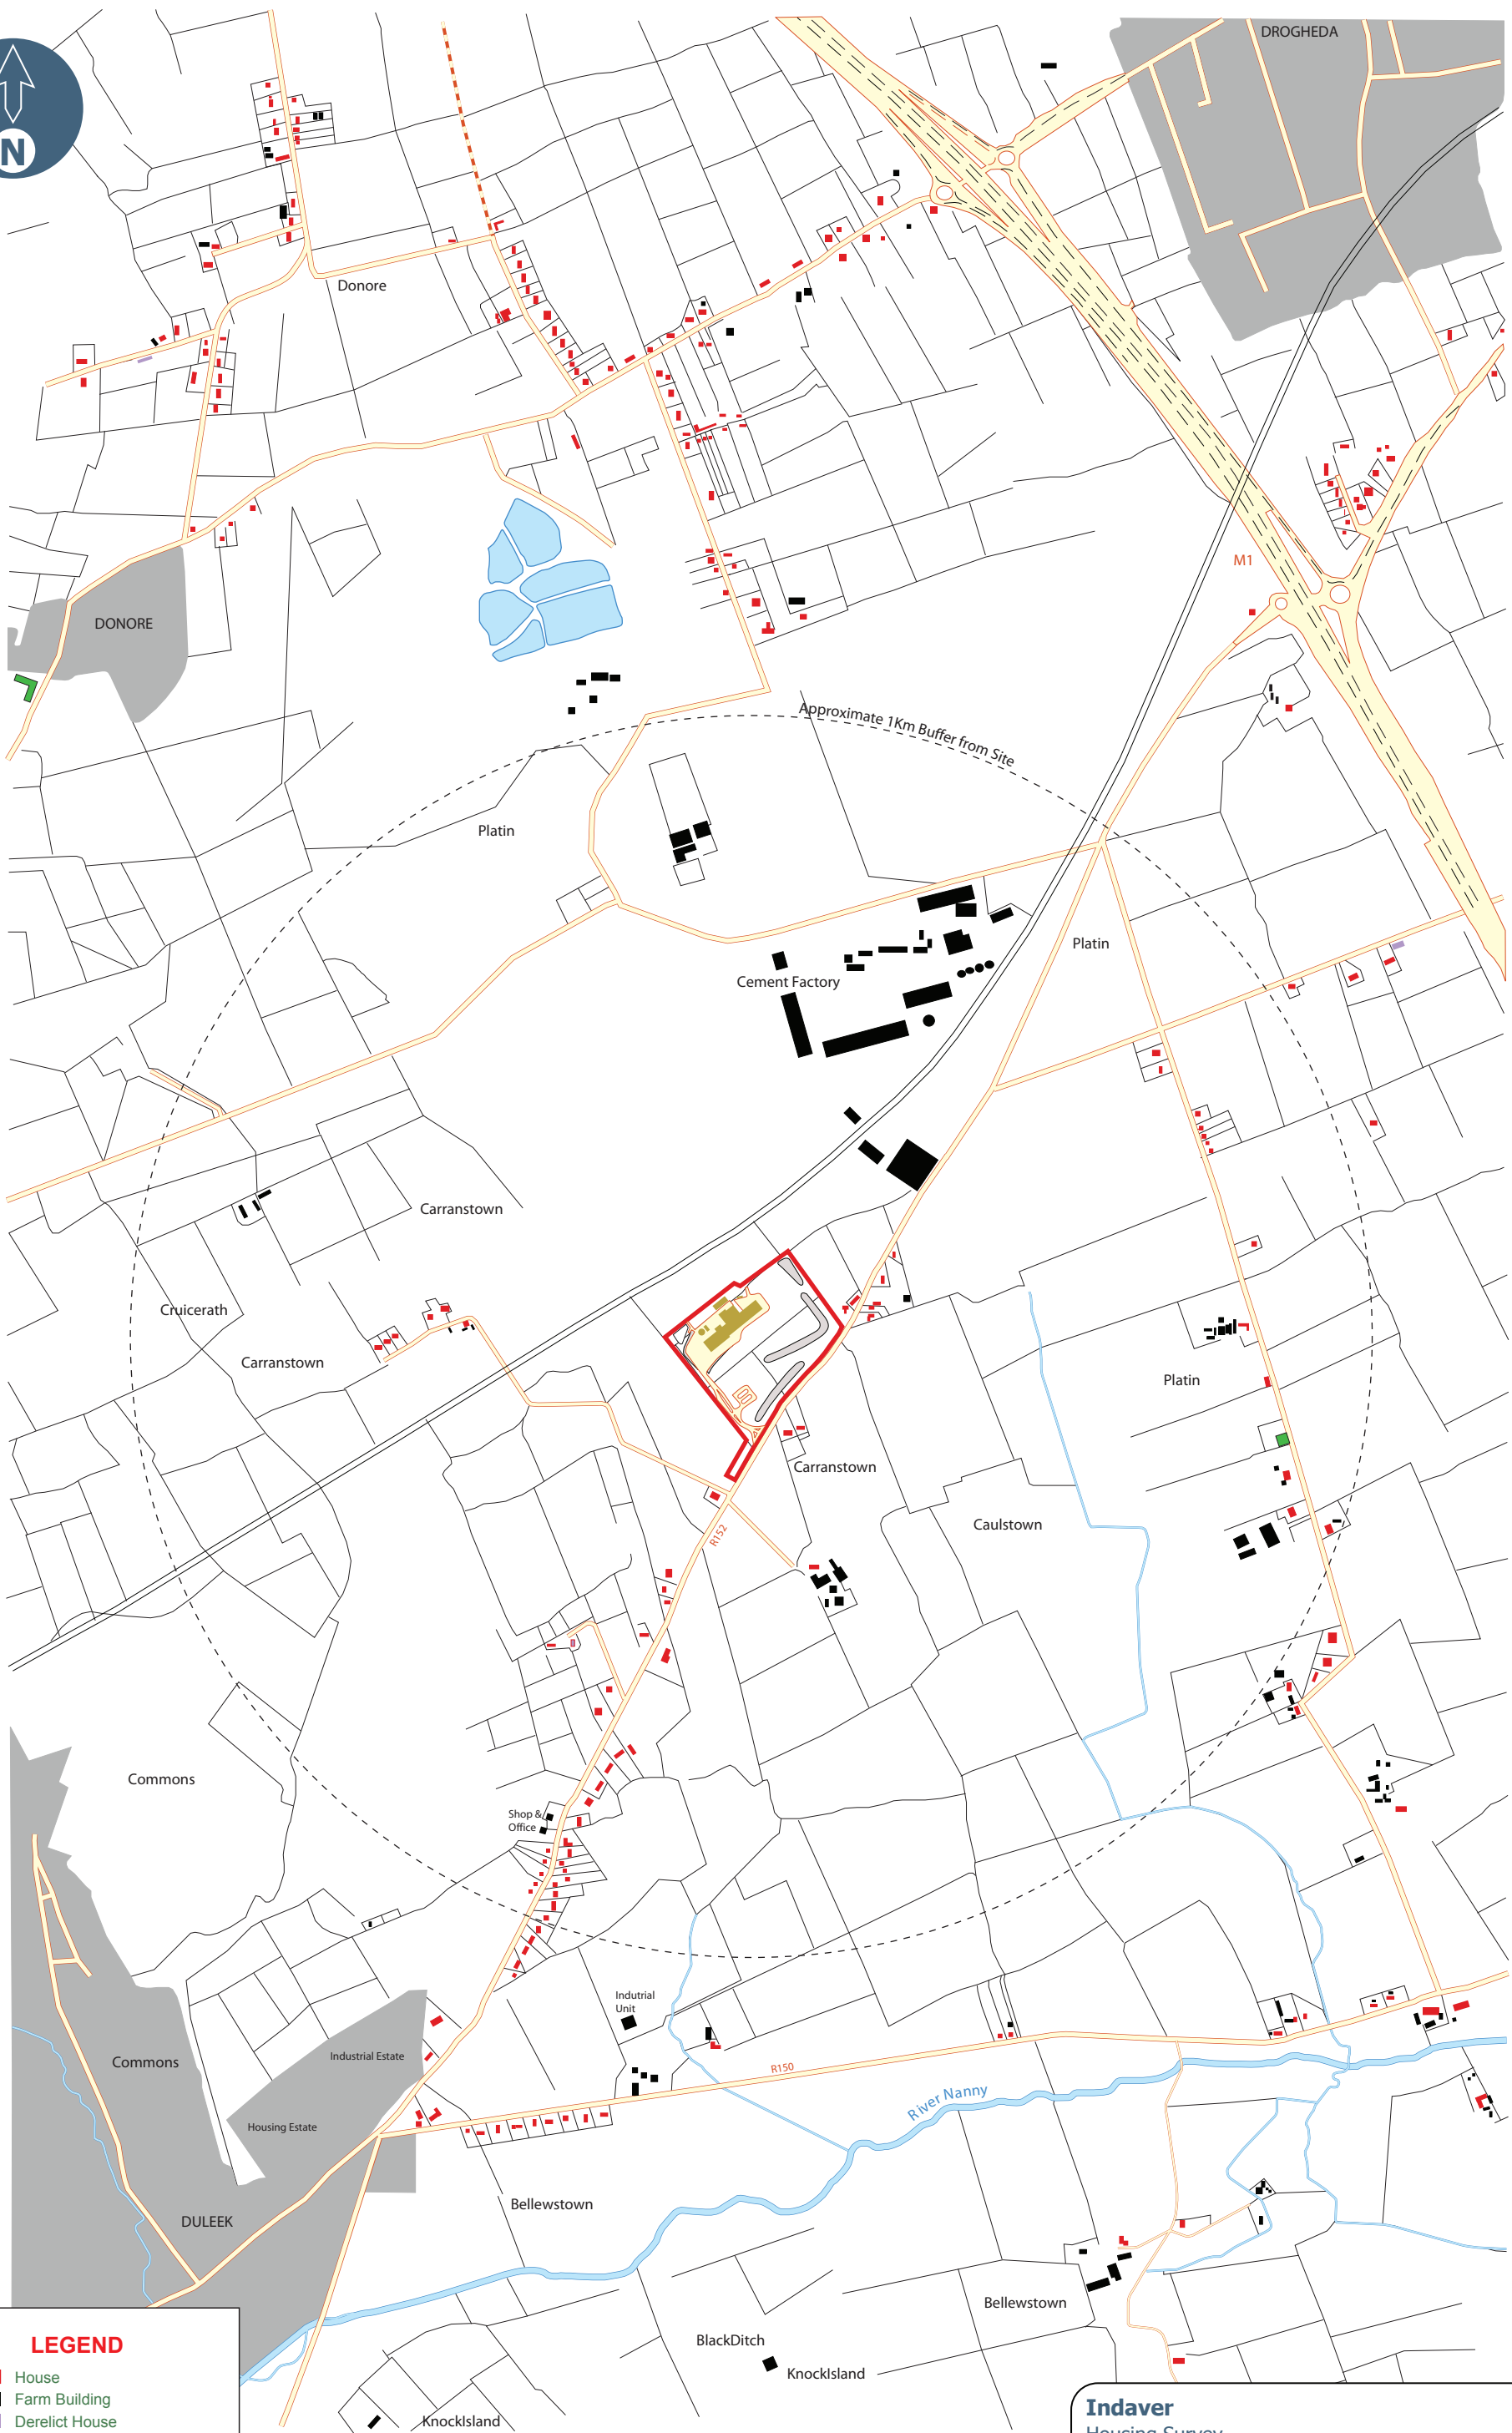 DROGHEDA
N
Donore
M1
DONORE
Approximate 1Km Buffer from Site
Platin
Platin
Cement Factory
Carranstown
Cruicerath
Carranstown
Platin
Carranstown
Caulstown
R152
Commons
Shop &
Office
Indutrial
Unit
Industrial Estate
Commons
R150
River Nanny
Housing Estate
Bellewstown
DULEEK
Bellewstown
BlackDitch
KnockIsland
KnockIsland
LEGEND
House
Farm Building
Derelict House
Indaver
Housing Survey